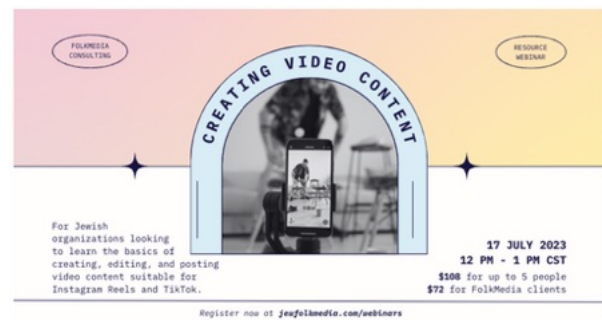 FOLKMEDIA
CONSULTING
RESOURCE
WEBINAR
CREATING VIDEO CONTENT
For Jewish
organizations looking
to learn the basics of
creating, editing, and posting
video content suitable for
Instagram Reels and TikTok.
17 JULY 2023
12 PM - 1 PM CST
$108 for up to 5 people
$72 for FolkMedia clients
Register now at jewfolkmedia.com/webinars